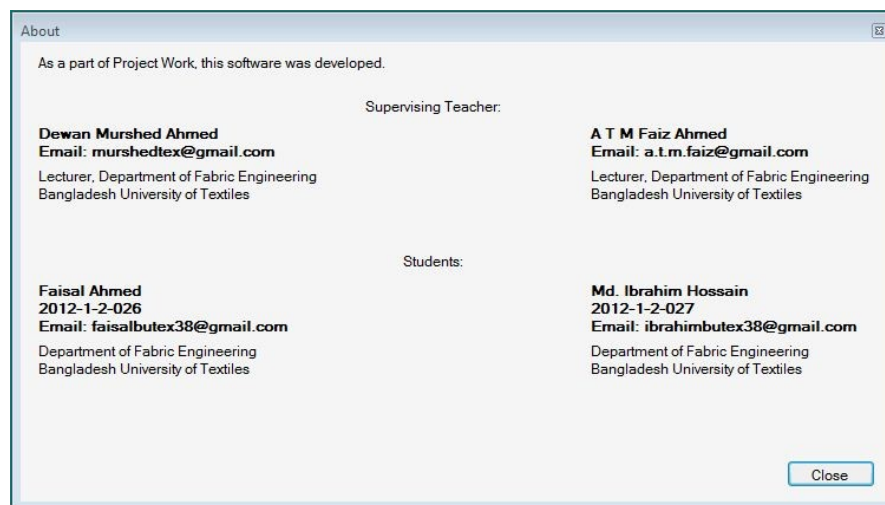 About
As a part of Project Work, this software was developed.
Supervising Teacher:
Dewan Murshed Ahmed
Email: murshedtex@gmail.com
Lecturer, Department of Fabric Engineering
Bangladesh University of Textiles
A T M Faiz Ahmed
Email: a.t.m.faiz@gmail.com
Lecturer, Department of Fabric Engineering
Bangladesh University of Textiles
Students:
Faisal Ahmed
2012-1-2-026
Email: faisalbutex38@gmail.com
Department of Fabric Engineering
Bangladesh University of Textiles
Md. Ibrahim Hossain
2012-1-2-027
Email: ibrahimbutex38@gmail.com
Department of Fabric Engineering
Bangladesh University of Textiles
Close